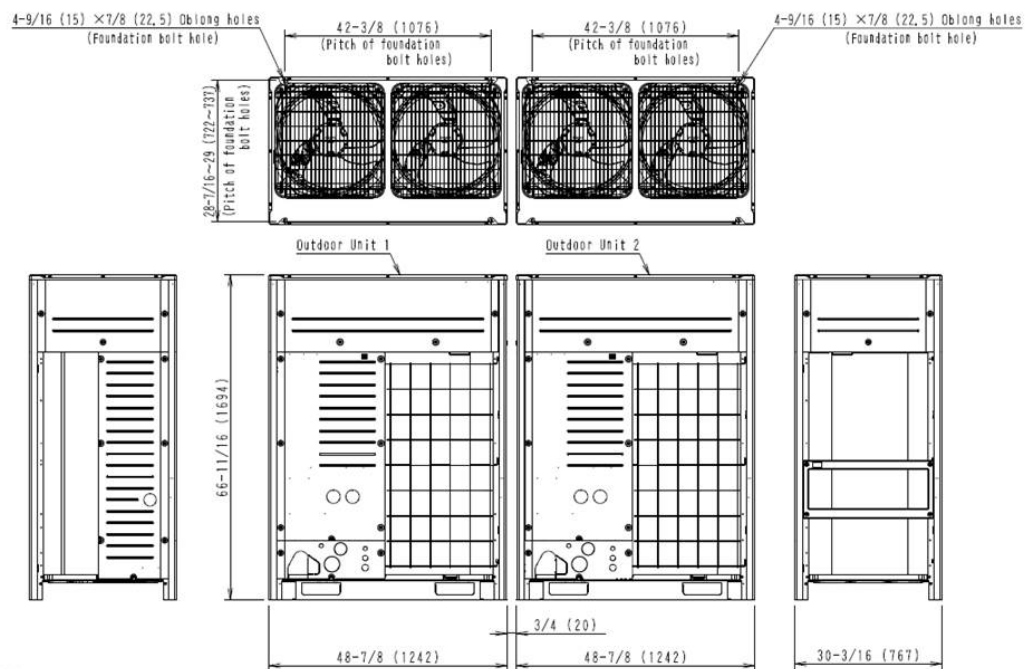 4-9/16 (15) ×7/8 (22.5) Oblong holes
(Foundation bolt hole)
42-3/8 (1076)
(Pitch of foundation
bolt holes)
42-3/8 (1076)
(Pitch of foundation
bolt holes)
4-9/16 (15) ×7/8 (22.5) Oblong holes
(Foundation bolt hole)
28-7/16~29 (722~737)
(Pitch of foundation
bolt holes)
Outdoor Unit 1
Outdoor Unit 2
66-11/16 (1694)
3/4 (20)
48-7/8 (1242)
48-7/8 (1242)
30-3/16 (767)